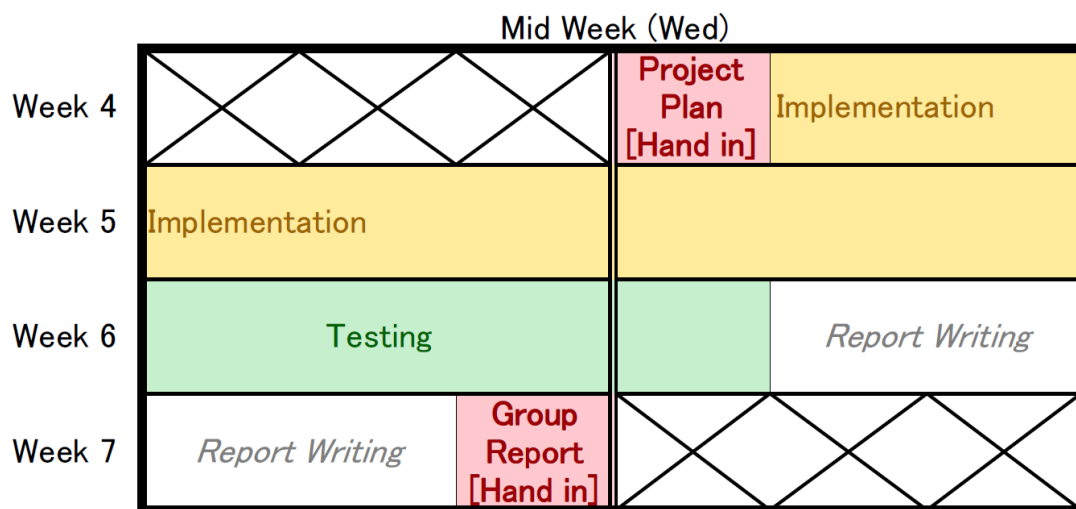 Mid Week (Wed)
Week 4
Project
Plan
[Hand in]
Implementation
Week 5
Implementation
Week 6
Testing
Report Writing
Week 7
Report Writing
Group
Report
[Hand in]